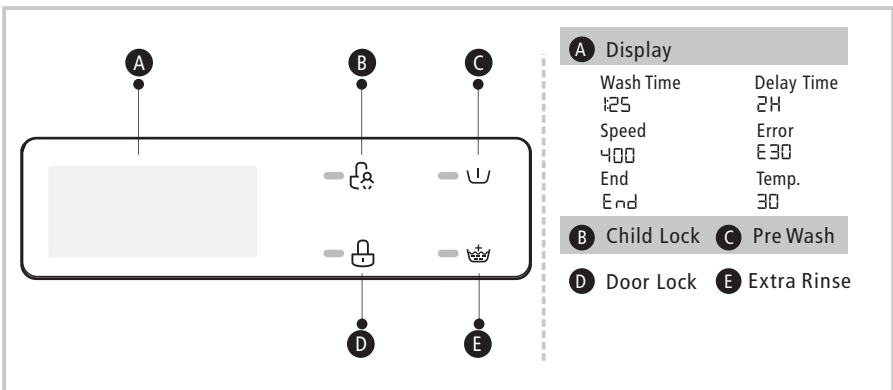 A B C
D E
A Display
Wash Time Delay Time
1:25 2H
Speed Error
400 E30
End Temp.
End 30
B Child Lock C Pre Wash
D Door Lock E Extra Rinse